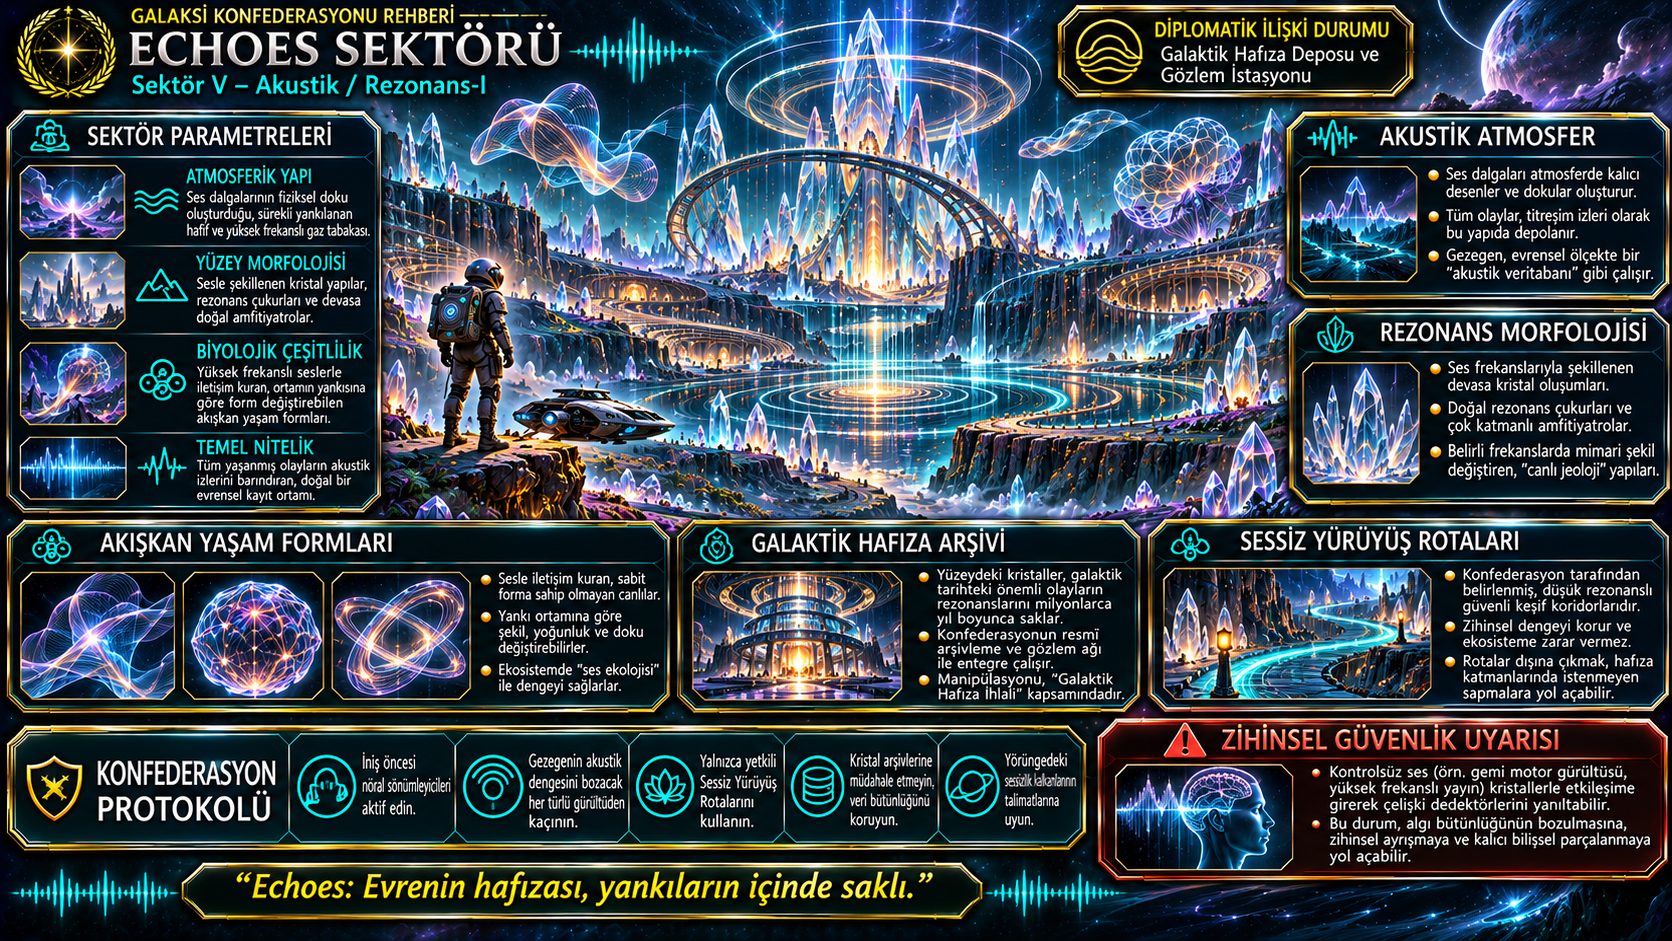 GALAKSİ KONFEDERASYONU REHBERİ
ECHOES SEKTÖRÜ
Sektör V – Akustik / Rezonans-I
DİPLOMATİK İLİŞKİ DURUMU
Galaktik Hafıza Deposu ve
Gözlem İstasyonu
SEKTÖR PARAMETRELERİ
ATMOSFERİK YAPI
Ses dalgalarının fiziksel doku
oluşturduğu, sürekli yankılanan
hafif ve yüksek frekanslı gaz tabakası.
YÜZEY MORFOLOJİSİ
Sesle şekillenen kristal yapılar,
rezonans çukurları ve devasa
doğal amfitiyatrolar.
BİYOLOJİK ÇEŞİTLİLİK
Yüksek frekanslı seslerle
iletişim kuran, ortamın yankısına
göre form değiştirebilen
akışkan yaşam formları.
TEMEL NİTELİK
Tüm yaşanmış olayların akustik
izlerini barındıran, doğal bir
evrensel kayıt ortamı.
AKUSTİK ATMOSFER
Ses dalgaları atmosferde kalıcı
desenler ve dokular oluşturur.
Tüm olaylar, titreşim izleri olarak
bu yapıda depolanır.
Gezegen, evrensel ölçekte bir
“akustik veritabanı” gibi çalışır.
REZONANS MORFOLOJİSİ
Ses frekanslarıyla şekillenen
devasa kristal oluşumları.
Doğal rezonans çukurları ve
çok katmanlı amfitiyatrolar.
Belirli frekanslarda mimari şekil
değiştiren, “canlı jeoloji” yapıları.
AKIŞKAN YAŞAM FORMLARI
Sesle iletişim kuran, sabit
forma sahip olmayan canlılar.
Yankı ortamına göre
şekil, yoğunluk ve doku
değiştirebilirler.
Ekosistemde “ses ekolojisi”
ile dengeyi sağlarlar.
GALAKTİK HAFIZA ARŞİVİ
Yüzeydeki kristaller, galaktik
tarihteki önemli olayların
rezonanslarını milyonlarca
yıl boyunca saklar.
Konfederasyonun resmî
arşivleme ve gözlem ağı
ile entegre çalışır.
Manipülasyonu, “Galaktik
Hafıza İhlali” kapsamındadır.
SESSİZ YÜRÜYÜŞ ROTALARI
Konfederasyon tarafından
belirlenmiş, düşük rezonanslı
güvenli keşif koridorlarıdır.
Zihinsel dengeyi korur ve
ekosisteme zarar vermez.
Rotalar dışına çıkmak, hafıza
katmanlarında istenmeyen
sapmalara yol açabilir.
KONFEDERASYON
PROTOKOLÜ
İniş öncesi
nöral sönümleyicileri
aktif edin.
Gezegenin akustik
dengesini bozacak
her türlü gürültüden
kaçının.
Yalnızca yetkili
Sessiz Yürüyüş
Rotalarını
kullanın.
Kristal arşivlerine
müdahale etmeyin,
veri bütünlüğünü
koruyun.
Yörüngedeki
sessizlik kalkanlarının
talimatlarına
uyun.
ZİHİNSEL GÜVENLİK UYARISI
Kontrolsüz ses (örn. gemi motor gürültüsü,
yüksek frekanslı yayın) kristallerle etkileşime
girerek çelişki dedektörlerini yanıltabilir.
Bu durum, algı bütünlüğünün bozulmasına,
zihinsel ayrışmaya ve kalıcı bilişsel parçalanmaya
yol açabilir.
“Echoes: Evrenin hafızası, yankıların içinde saklı.”